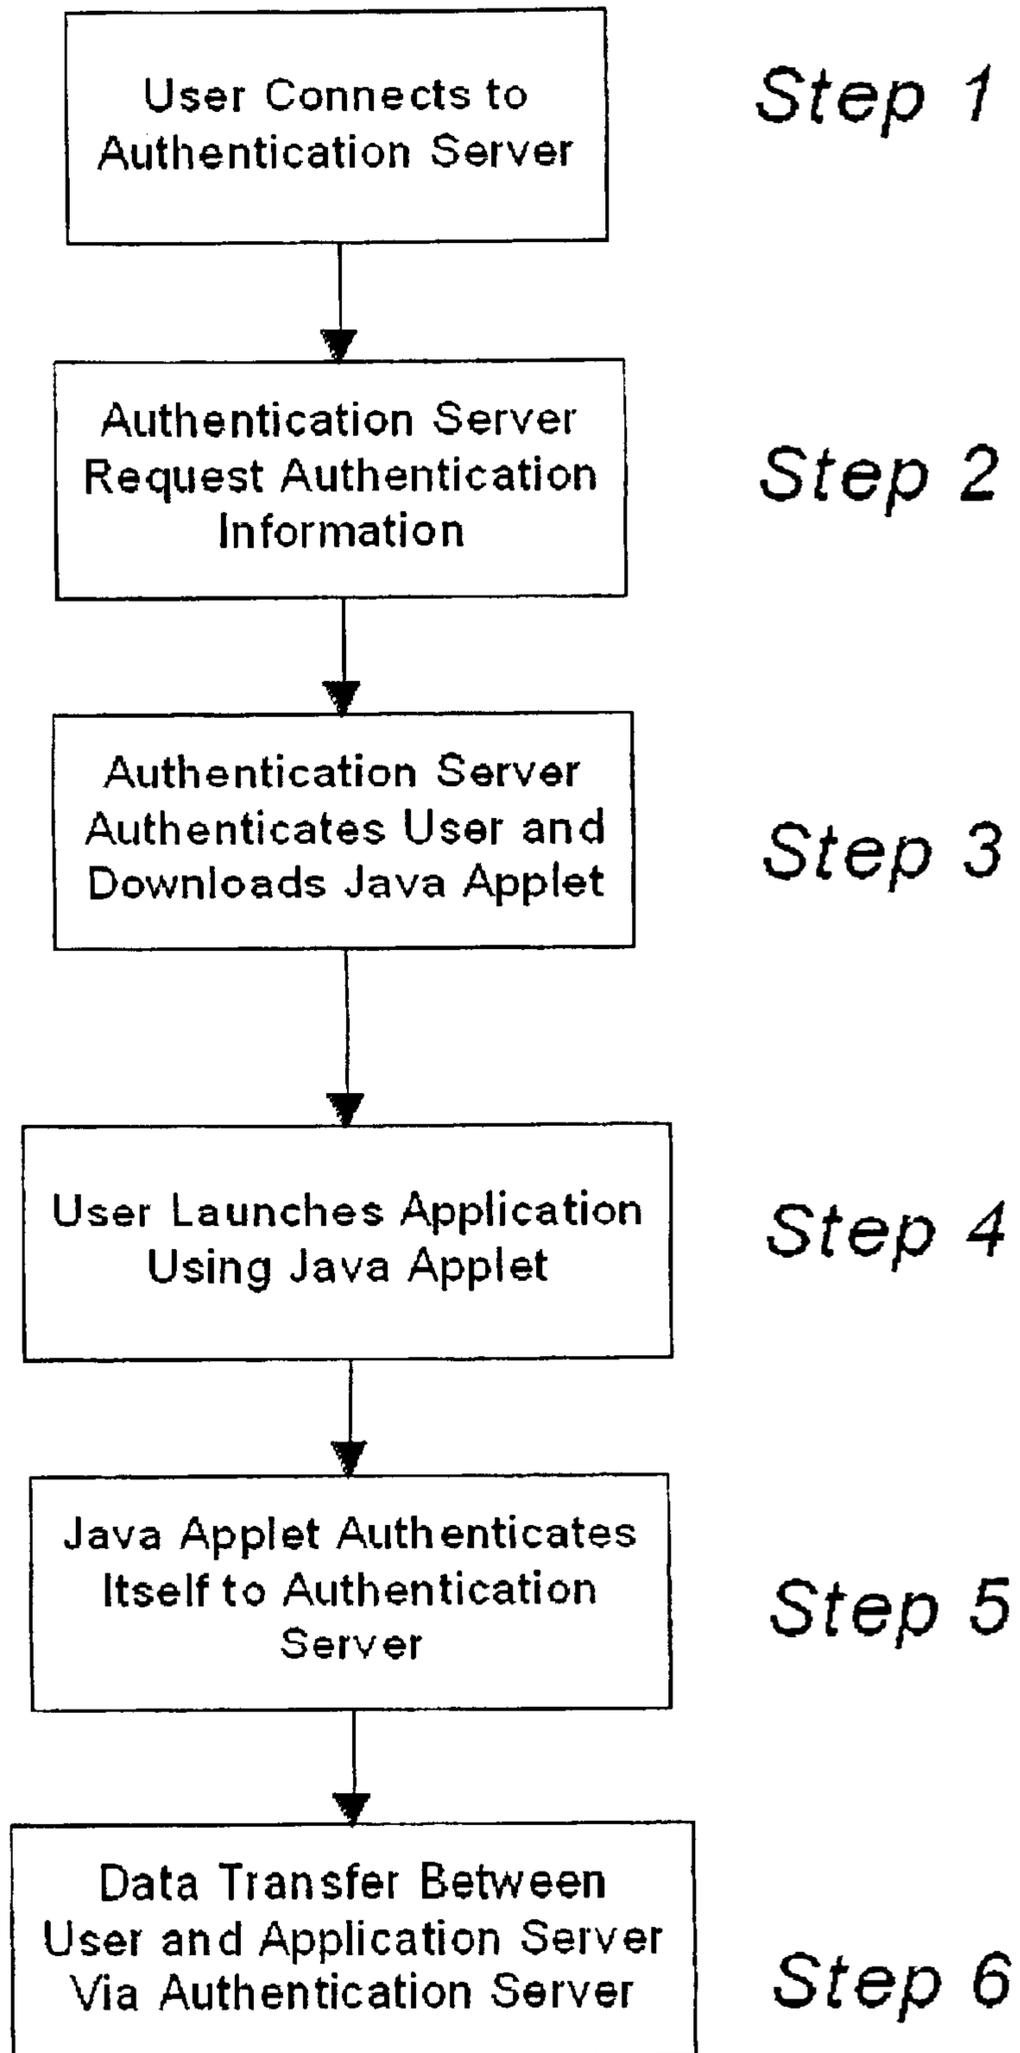 User Connects to
Authentication Server
Step 1
Authentication Server
Request Authentication
Information
Step 2
Authentication Server
Authenticates User and
Downloads Java Applet
Step 3
User Launches Application
Using Java Applet
Step 4
Java Applet Authenticates
Itself to Authentication
Server
Step 5
Data Transfer Between
User and Application Server
Via Authentication Server
Step 6